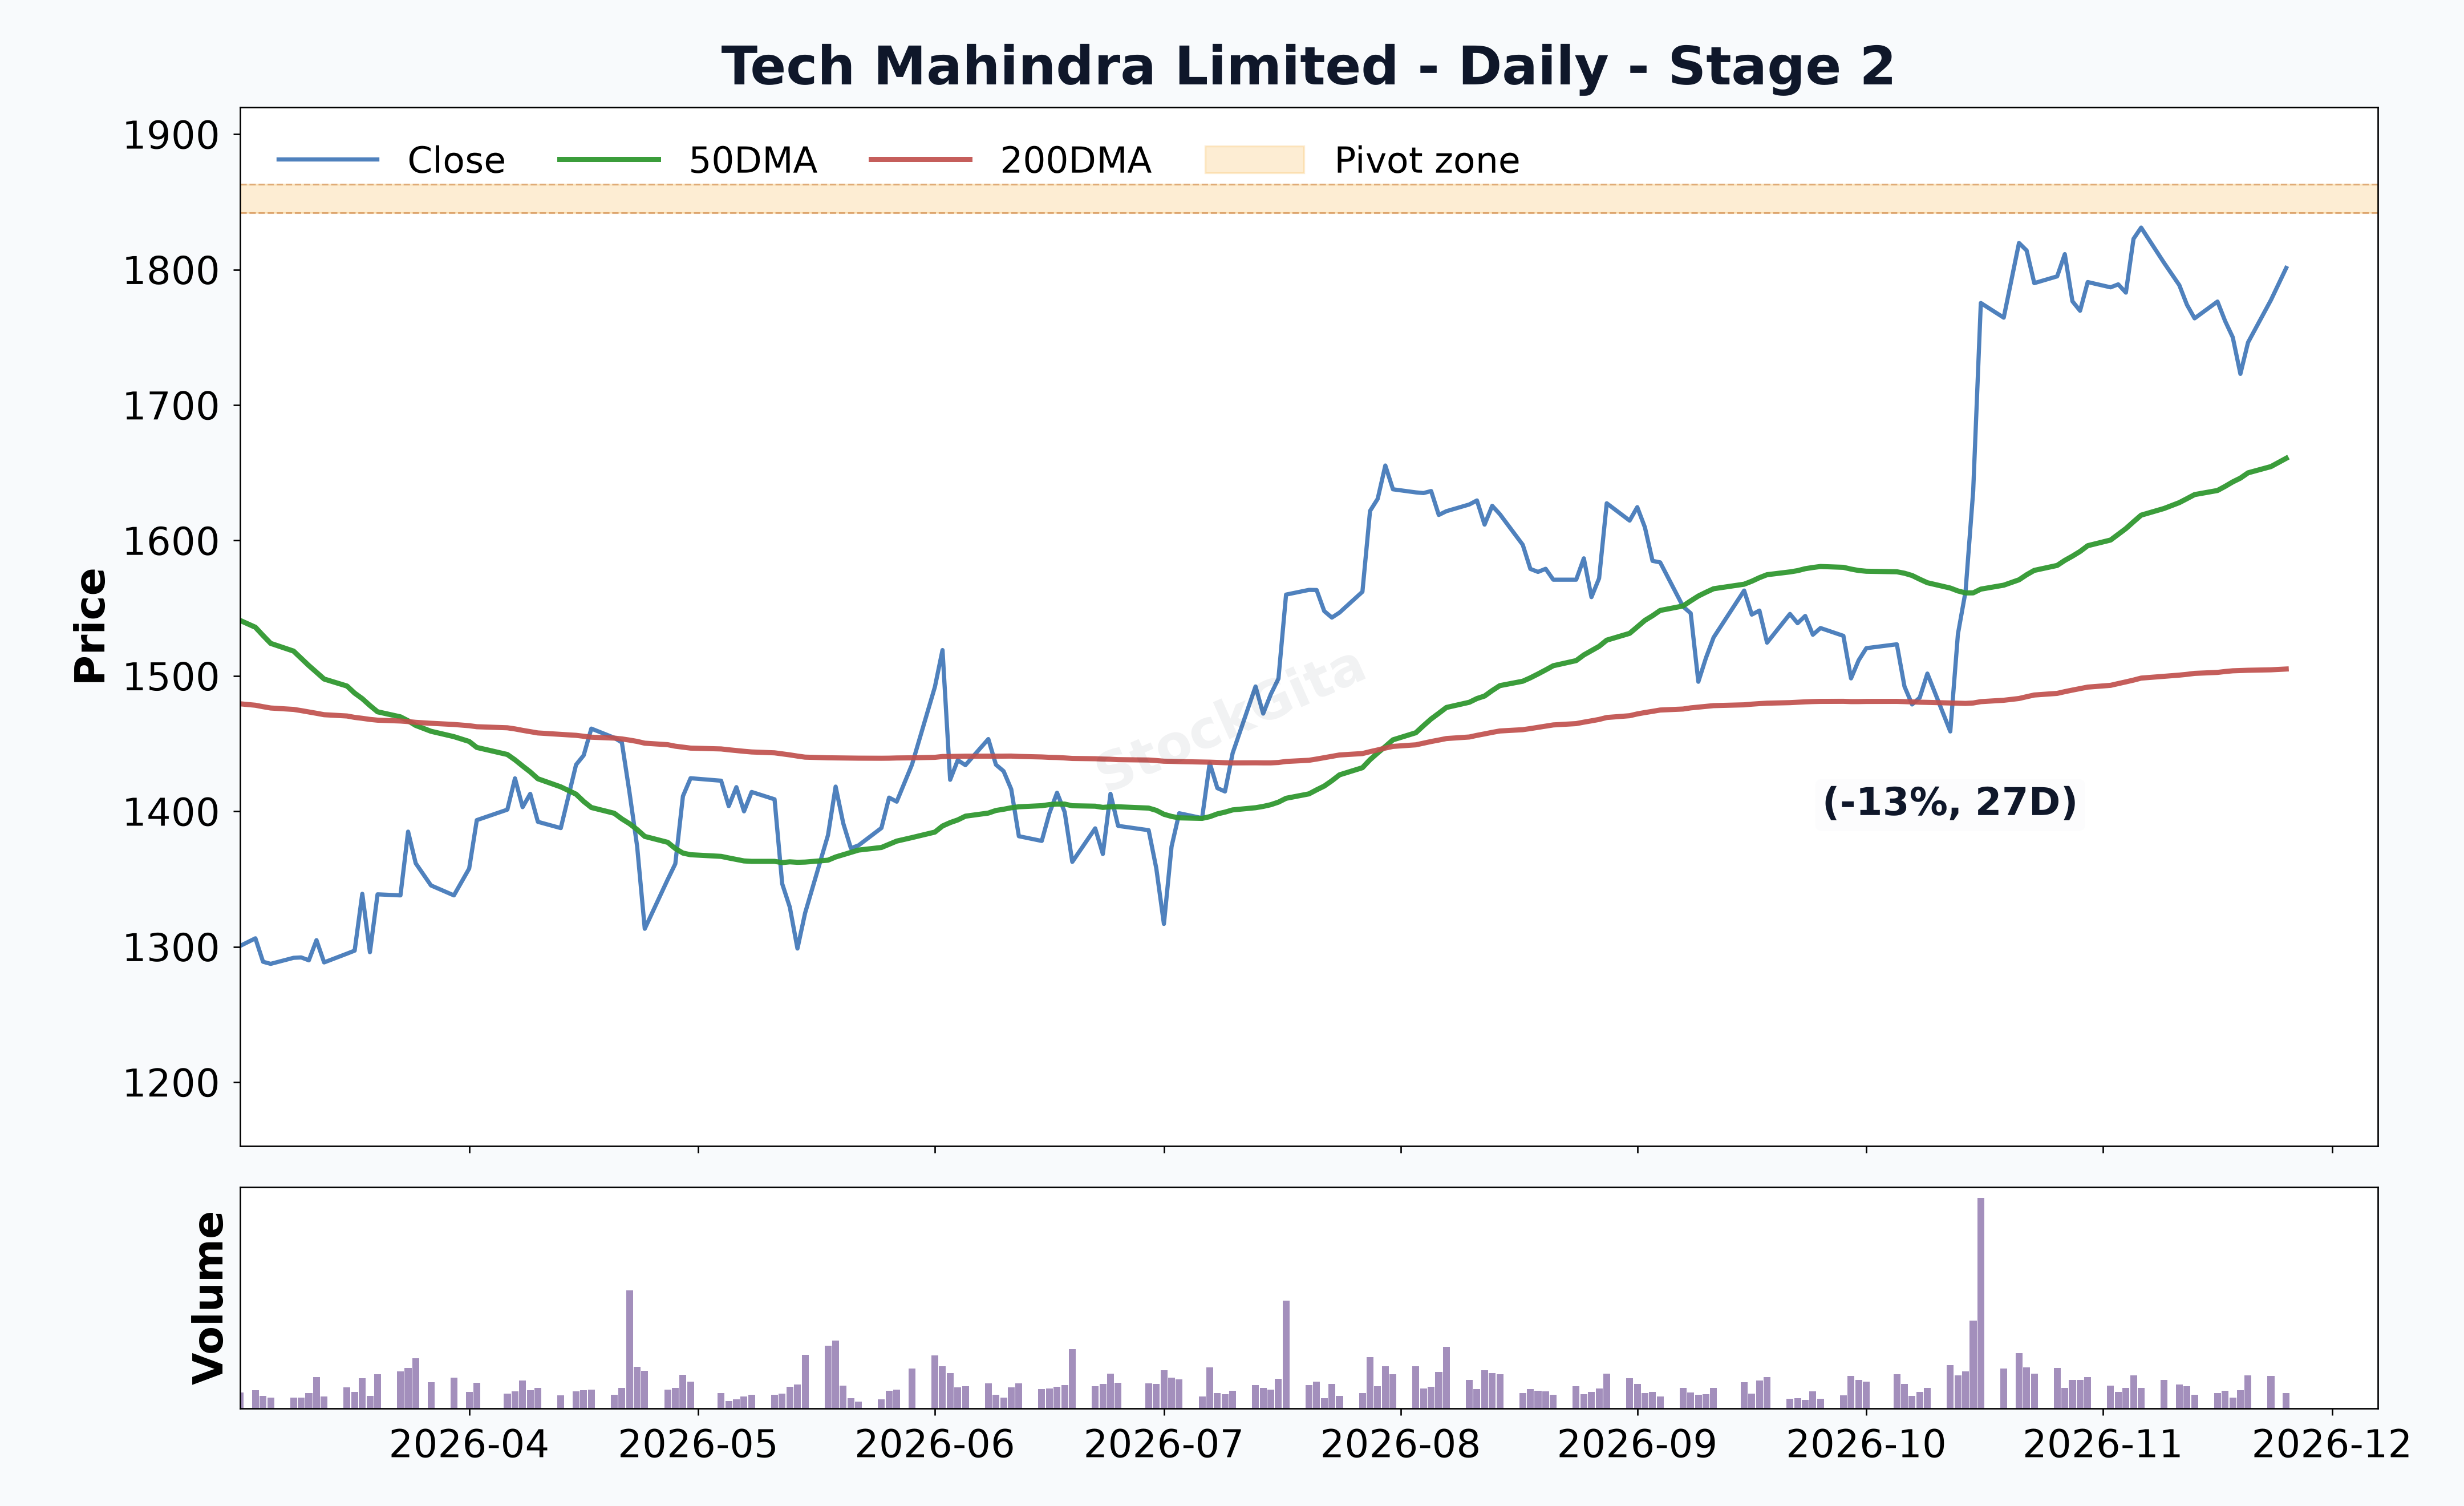 Tech Mahindra Limited - Daily - Stage 2
Close 50DMA 200DMA Pivot zone
1900
1800
1700
1600
1500
1400
1300
1200
Price
StockGita
(-13%, 27D)
Volume
2026-04 2026-05 2026-06 2026-07 2026-08 2026-09 2026-10 2026-11 2026-12